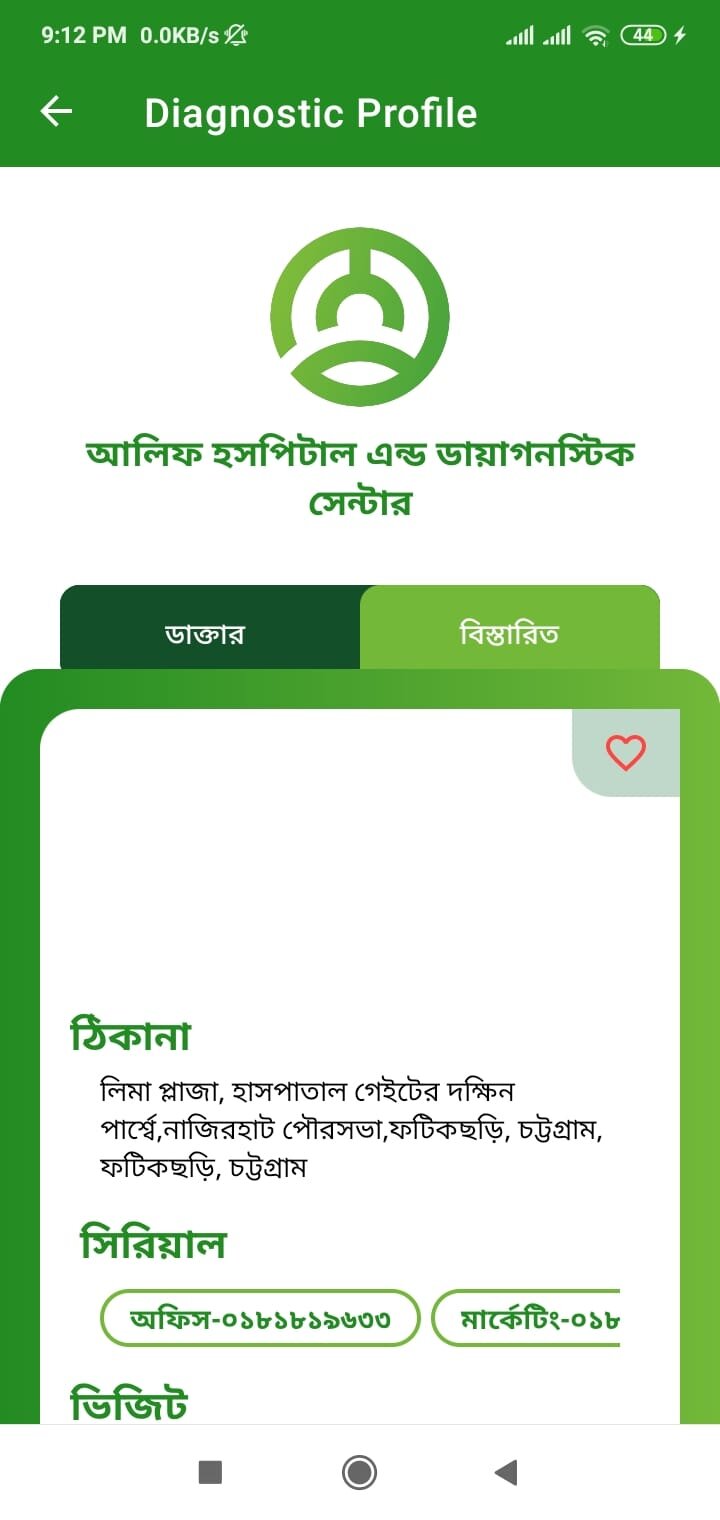 9:12 PM 0.0KB/s 44
Diagnostic Profile
আলিফ হসপিটাল এন্ড ডায়াগনস্টিক
সেন্টার
ডাক্তার বিস্তারিত
ঠিকানা
লিমা প্লাজা, হাসপাতাল গেইটের দক্ষিন
পার্শ্বে,নাজিরহাট পৌরসভা,ফটিকছড়ি, চট্টগ্রাম,
ফটিকছড়ি, চট্টগ্রাম
সিরিয়াল
অফিস-০১৮১৮১৯৬৩৩ মার্কেটিং-০১৮
ভিজিট